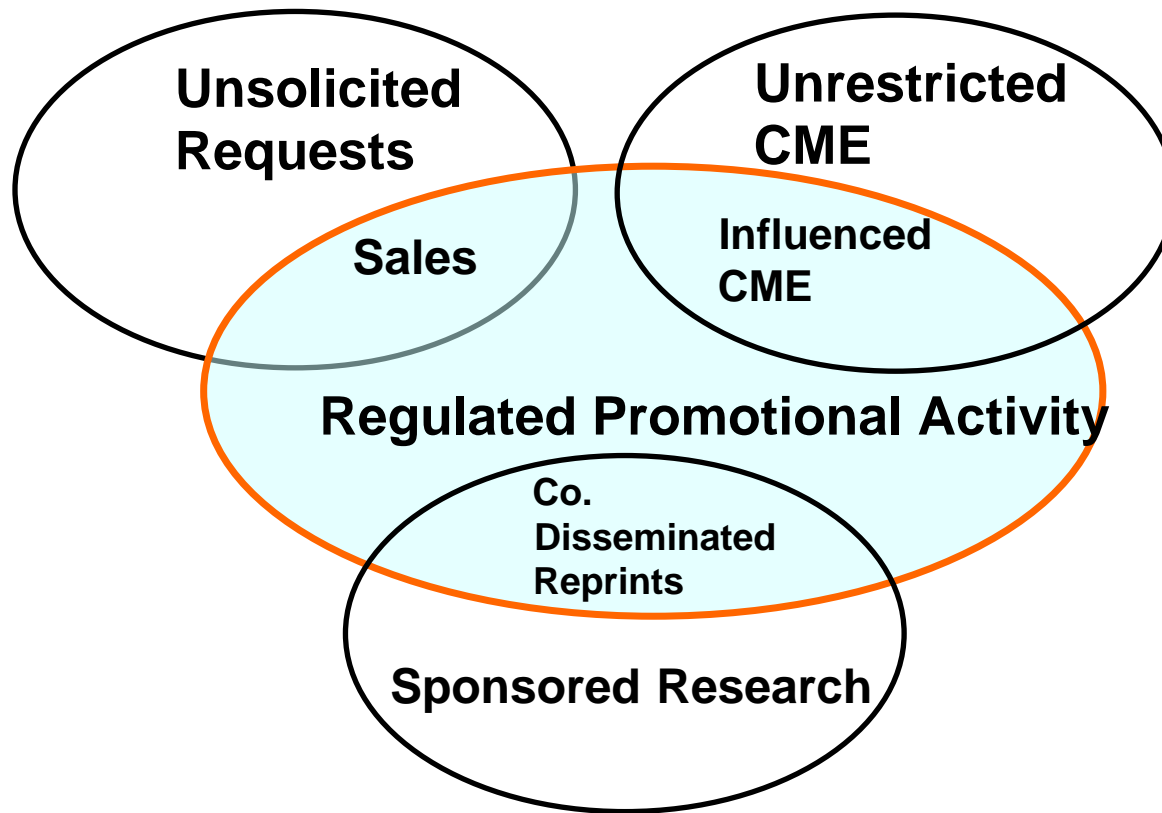 Unsolicited
Requests
Unrestricted
CME
Sales
Influenced
CME
Regulated Promotional Activity
Co.
Disseminated
Reprints
Sponsored Research